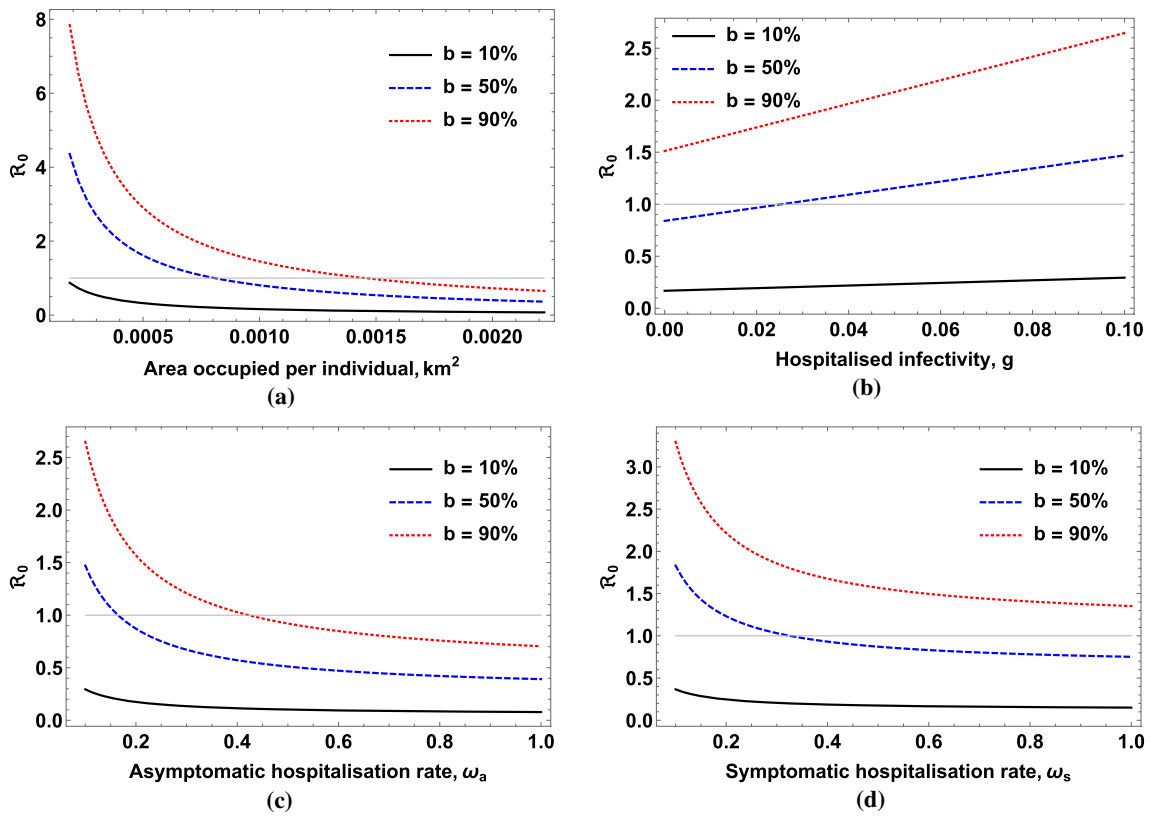 8
6
4
2
0
ℛ0
b = 10%
b = 50%
b = 90%
0.0005 0.0010 0.0015 0.0020
Area occupied per individual, km2
(a)
2.5
2.0
1.5
1.0
0.5
0.0
ℛ0
b = 10%
b = 50%
b = 90%
0.00 0.02 0.04 0.06 0.08 0.10
Hospitalised infectivity, g
(b)
2.5
2.0
1.5
1.0
0.5
0.0
ℛ0
b = 10%
b = 50%
b = 90%
0.2 0.4 0.6 0.8 1.0
Asymptomatic hospitalisation rate, ωa
(c)
3.0
2.5
2.0
1.5
1.0
0.5
0.0
ℛ0
b = 10%
b = 50%
b = 90%
0.2 0.4 0.6 0.8 1.0
Symptomatic hospitalisation rate, ωs
(d)